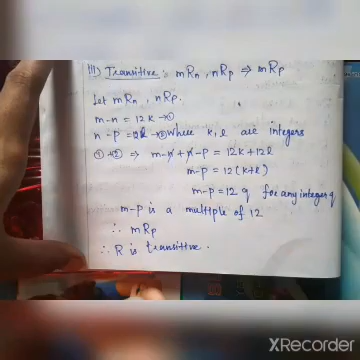 III) Transitive :- mRn, nRp ⇒ mRp
Let mRn, nRp.
m-n = 12k →①
n-p = 12l →② where k, l are integers
① + ② ⇒ m-n+n-p = 12k+12l
m-p = 12(k+l)
m-p = 12q for any integer q
m-p is a multiple of 12
∴ mRp
∴ R is transitive.
XRecorder